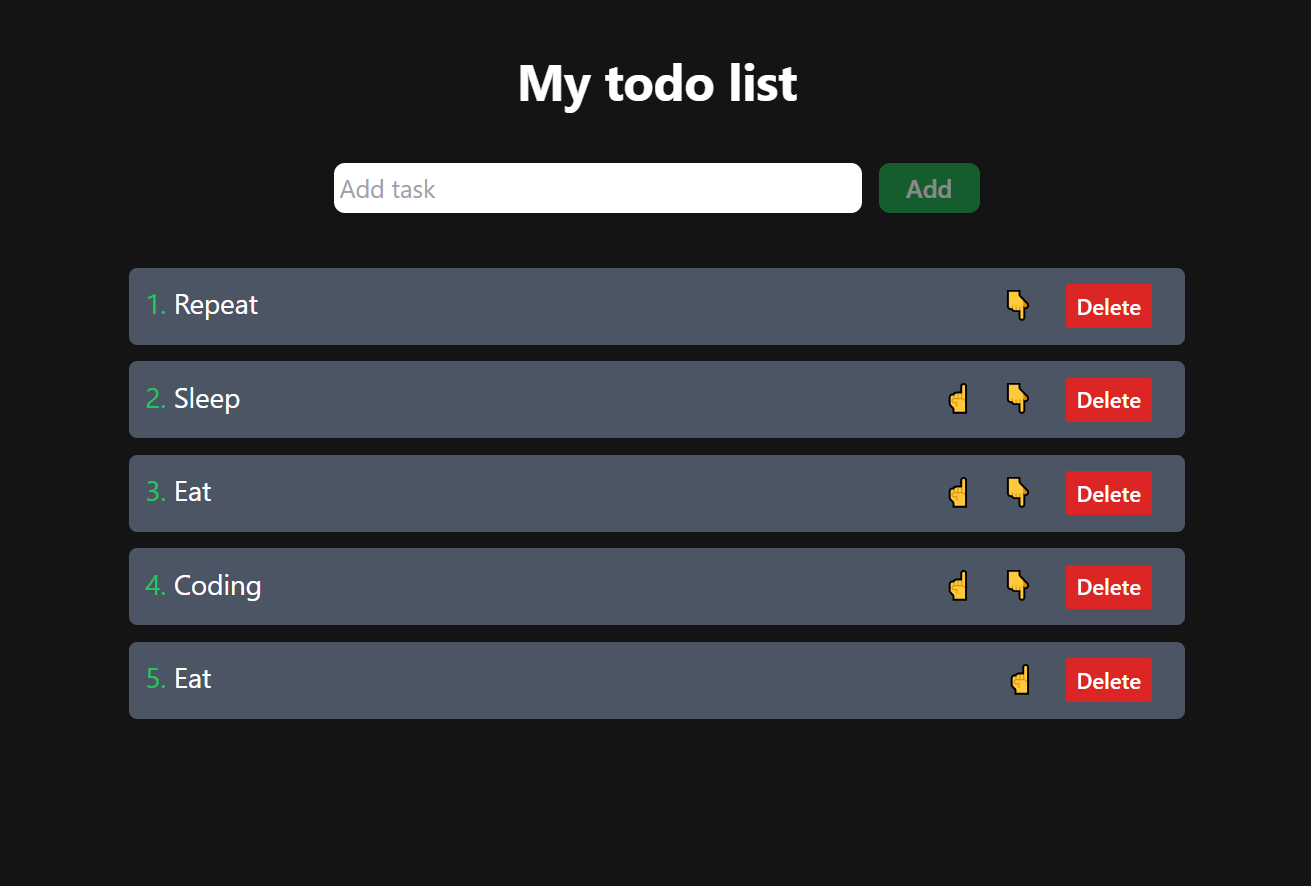 My todo list
Add task Add
1. Repeat 👇 Delete
2. Sleep ☝ 👇 Delete
3. Eat ☝ 👇 Delete
4. Coding ☝ 👇 Delete
5. Eat ☝ Delete